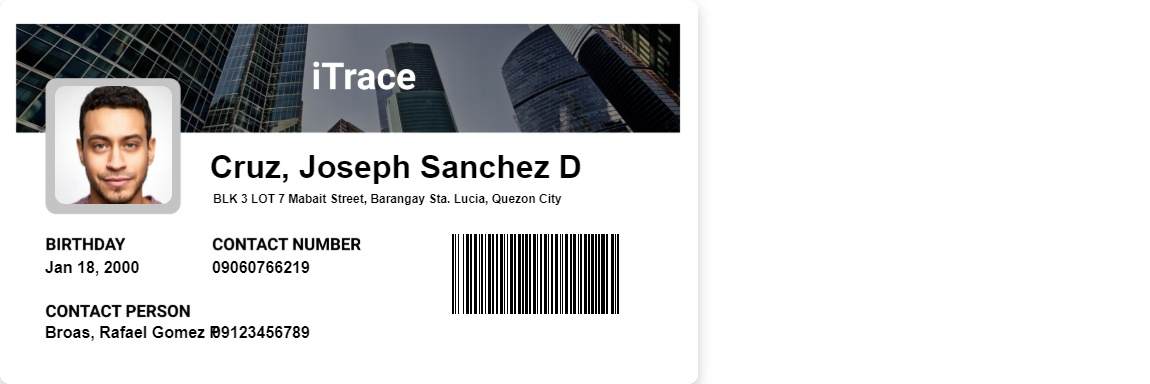 iTrace
Cruz, Joseph Sanchez D
BLK 3 LOT 7 Mabait Street, Barangay Sta. Lucia, Quezon City
BIRTHDAY CONTACT NUMBER
Jan 18, 2000 09060766219
CONTACT PERSON
Broas, Rafael Gomez 09123456789